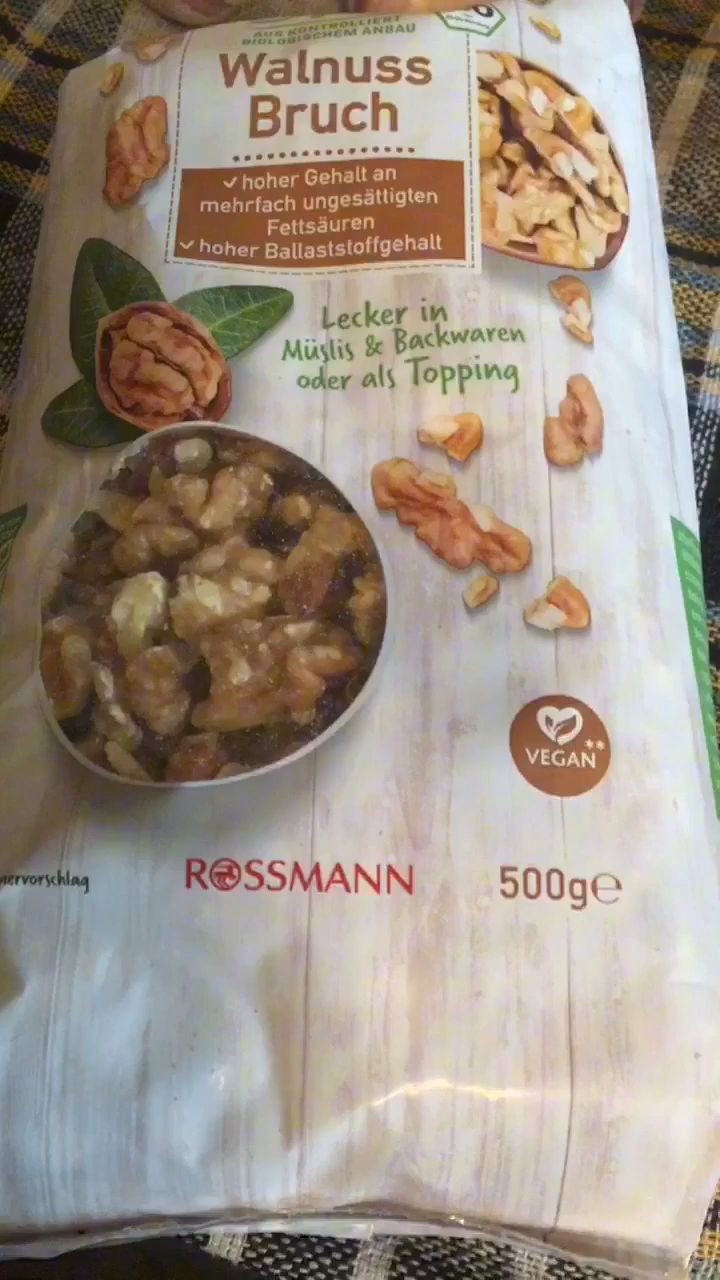 AUS KONTROLLIERT
BIOLOGISCHEM ANBAU
Walnuss
Bruch
✓ hoher Gehalt an
mehrfach ungesättigten
Fettsäuren
✓ hoher Ballaststoffgehalt
Lecker in
Müslis & Backwaren
oder als Topping
VEGAN**
ROSSMANN
500g℮